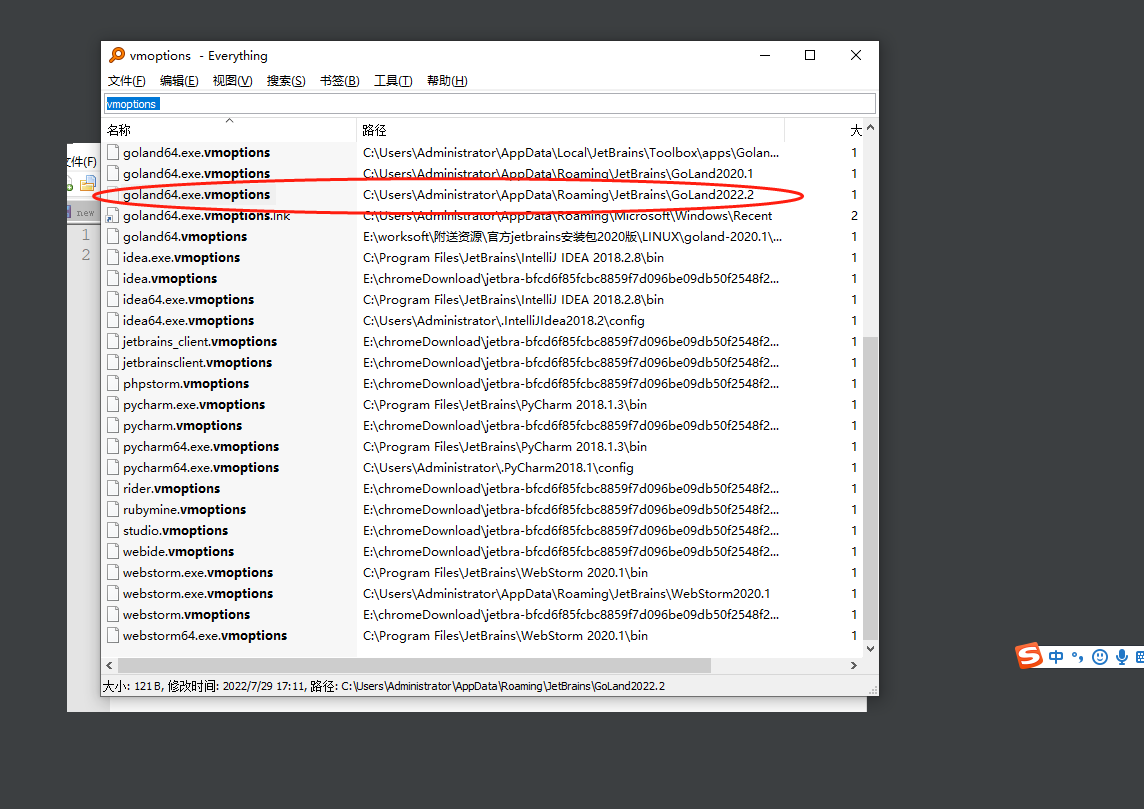 vmoptions - Everything
文件(F) 编辑(E) 视图(V) 搜索(S) 书签(B) 工具(T) 帮助(H)
vmoptions
名称 路径 大
文件(F)
new
1
2
goland64.exe.vmoptions C:\Users\Administrator\AppData\Local\JetBrains\Toolbox\apps\Golan... 1
goland64.exe.vmoptions C:\Users\Administrator\AppData\Roaming\JetBrains\GoLand2020.1 1
goland64.exe.vmoptions C:\Users\Administrator\AppData\Roaming\JetBrains\GoLand2022.2 1
goland64.exe.vmoptions.lnk C:\Users\Administrator\AppData\Roaming\Microsoft\Windows\Recent 2
goland64.vmoptions E:\worksoft\附送资源\官方jetbrains安装包2020版\LINUX\goland-2020.1\... 1
idea.exe.vmoptions C:\Program Files\JetBrains\IntelliJ IDEA 2018.2.8\bin 1
idea.vmoptions E:\chromeDownload\jetbra-bfcd6f85fcbc8859f7d096be09db50f2548f2... 1
idea64.exe.vmoptions C:\Program Files\JetBrains\IntelliJ IDEA 2018.2.8\bin 1
idea64.exe.vmoptions C:\Users\Administrator\.IntelliJIdea2018.2\config 1
jetbrains_client.vmoptions E:\chromeDownload\jetbra-bfcd6f85fcbc8859f7d096be09db50f2548f2... 1
jetbrainsclient.vmoptions E:\chromeDownload\jetbra-bfcd6f85fcbc8859f7d096be09db50f2548f2... 1
phpstorm.vmoptions E:\chromeDownload\jetbra-bfcd6f85fcbc8859f7d096be09db50f2548f2... 1
pycharm.exe.vmoptions C:\Program Files\JetBrains\PyCharm 2018.1.3\bin 1
pycharm.vmoptions E:\chromeDownload\jetbra-bfcd6f85fcbc8859f7d096be09db50f2548f2... 1
pycharm64.exe.vmoptions C:\Program Files\JetBrains\PyCharm 2018.1.3\bin 1
pycharm64.exe.vmoptions C:\Users\Administrator\.PyCharm2018.1\config 1
rider.vmoptions E:\chromeDownload\jetbra-bfcd6f85fcbc8859f7d096be09db50f2548f2... 1
rubymine.vmoptions E:\chromeDownload\jetbra-bfcd6f85fcbc8859f7d096be09db50f2548f2... 1
studio.vmoptions E:\chromeDownload\jetbra-bfcd6f85fcbc8859f7d096be09db50f2548f2... 1
webide.vmoptions E:\chromeDownload\jetbra-bfcd6f85fcbc8859f7d096be09db50f2548f2... 1
webstorm.exe.vmoptions C:\Program Files\JetBrains\WebStorm 2020.1\bin 1
webstorm.exe.vmoptions C:\Users\Administrator\AppData\Roaming\JetBrains\WebStorm2020.1 1
webstorm.vmoptions E:\chromeDownload\jetbra-bfcd6f85fcbc8859f7d096be09db50f2548f2... 1
webstorm64.exe.vmoptions C:\Program Files\JetBrains\WebStorm 2020.1\bin 1
大小: 121 B, 修改时间: 2022/7/29 17:11, 路径: C:\Users\Administrator\AppData\Roaming\JetBrains\GoLand2022.2
S 中 °,